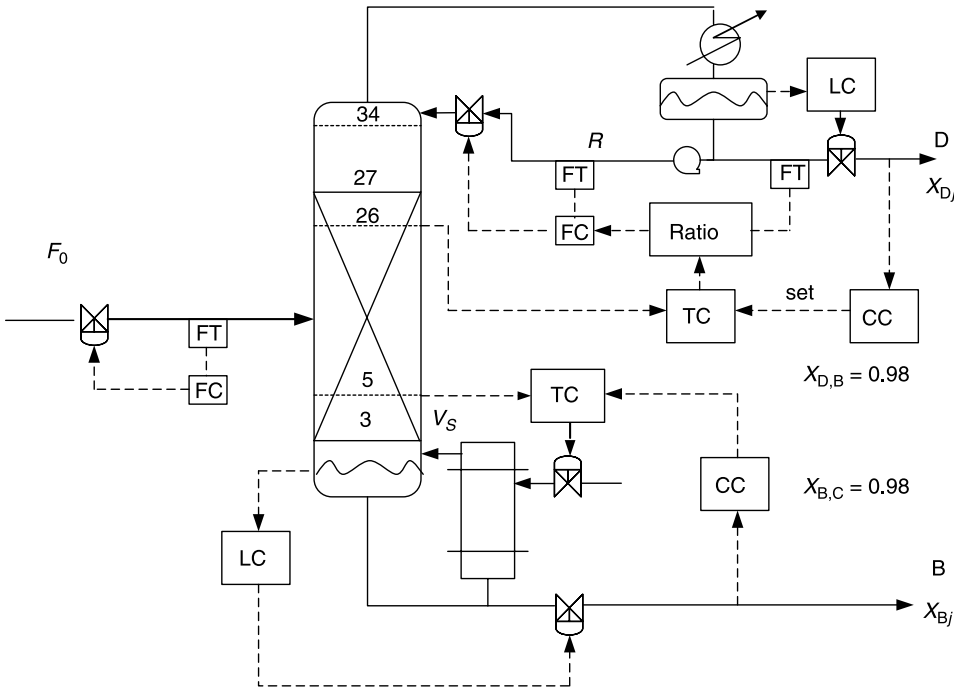 LC
34
R
D
FT
FT
X_Dj
27
26
FC
Ratio
F_0
set
TC
CC
FT
X_D,B = 0.98
FC
5
TC
3
V_S
CC
X_B,C = 0.98
LC
B
X_Bj